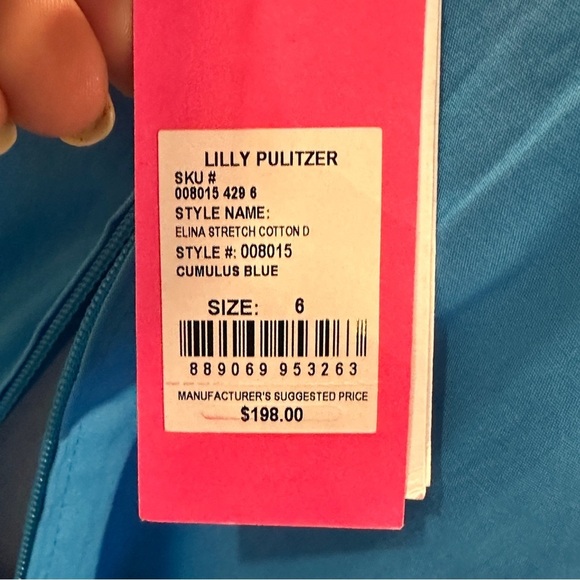 LILLY PULITZER
SKU #
008015 429 6
STYLE NAME:
ELINA STRETCH COTTON D
STYLE #: 008015
CUMULUS BLUE
SIZE: 6
889069 953263
MANUFACTURER'S SUGGESTED PRICE
$198.00